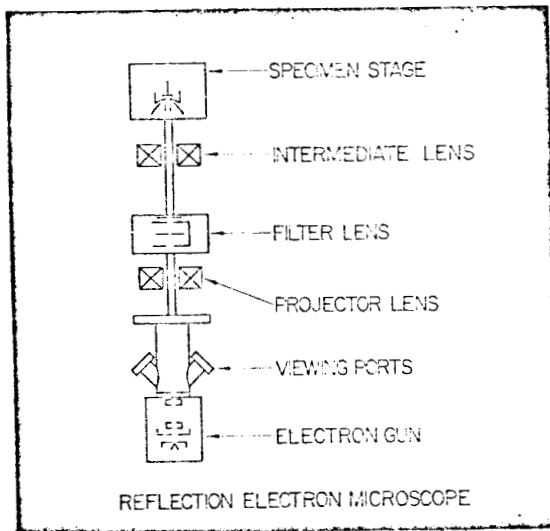 SPECIMEN STAGE
INTERMEDIATE LENS
FILTER LENS
PROJECTOR LENS
VIEWING PORTS
ELECTRON GUN
REFLECTION ELECTRON MICROSCOPE